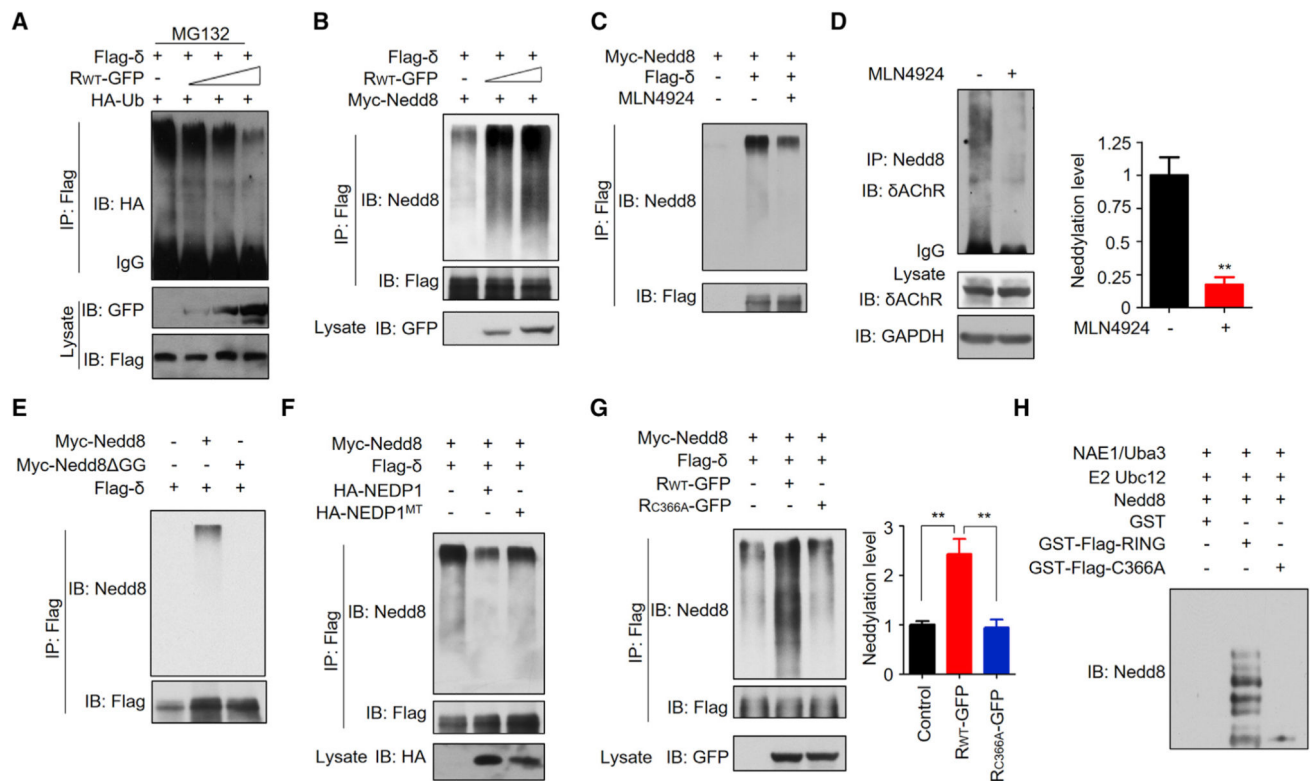 A
MG132
Flag-δ + + + +
RWT-GFP -
HA-Ub + + + +
IP: Flag
IB: HA
IgG
Lysate
IB: GFP
IB: Flag
B
Flag-δ + + +
RWT-GFP -
Myc-Nedd8 + + +
IP: Flag
IB: Nedd8
IB: Flag
Lysate IB: GFP
C
Myc-Nedd8 + + +
Flag-δ - + +
MLN4924 - - +
IP: Flag
IB: Nedd8
IB: Flag
D
MLN4924 - +
IP: Nedd8
IB: δAChR
IgG
Lysate
IB: δAChR
IB: GAPDH
Neddylation level
1.25
1
0.75
0.5
0.25
0
**
MLN4924 - +
E
Myc-Nedd8 - + -
Myc-Nedd8ΔGG - - +
Flag-δ + + +
IP: Flag
IB: Nedd8
IB: Flag
F
Myc-Nedd8 + + +
Flag-δ + + +
HA-NEDP1 - + -
HA-NEDP1MT - - +
IP: Flag
IB: Nedd8
IB: Flag
Lysate IB: HA
G
Myc-Nedd8 + + +
Flag-δ + + +
RWT-GFP - + -
RC366A-GFP - - +
IP: Flag
IB: Nedd8
IB: Flag
Lysate IB: GFP
Neddylation level
3
2
1
0
** **
Control
RWT-GFP
RC366A-GFP
H
NAE1/Uba3 + + +
E2 Ubc12 + + +
Nedd8 + + +
GST + - -
GST-Flag-RING - + -
GST-Flag-C366A - - +
IB: Nedd8